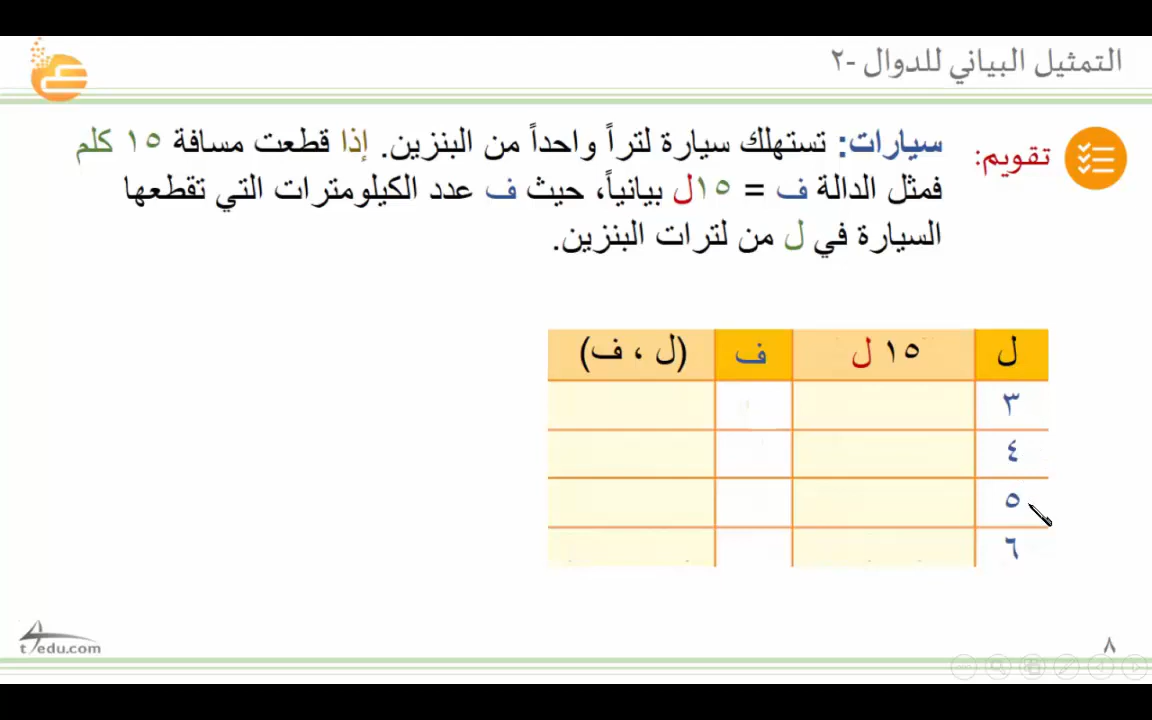 التمثيل البياني للدوال -٢
تقويم:
سيارات: تستهلك سيارة لتراً واحداً من البنزين. إذا قطعت مسافة ١٥ كلم
فمثل الدالة ف = ١٥ل بيانياً، حيث ف عدد الكيلومترات التي تقطعها
السيارة في ل من لترات البنزين.
ل ١٥ ل ف (ل ، ف)
٣
٤
٥
٦
t4edu.com
٨